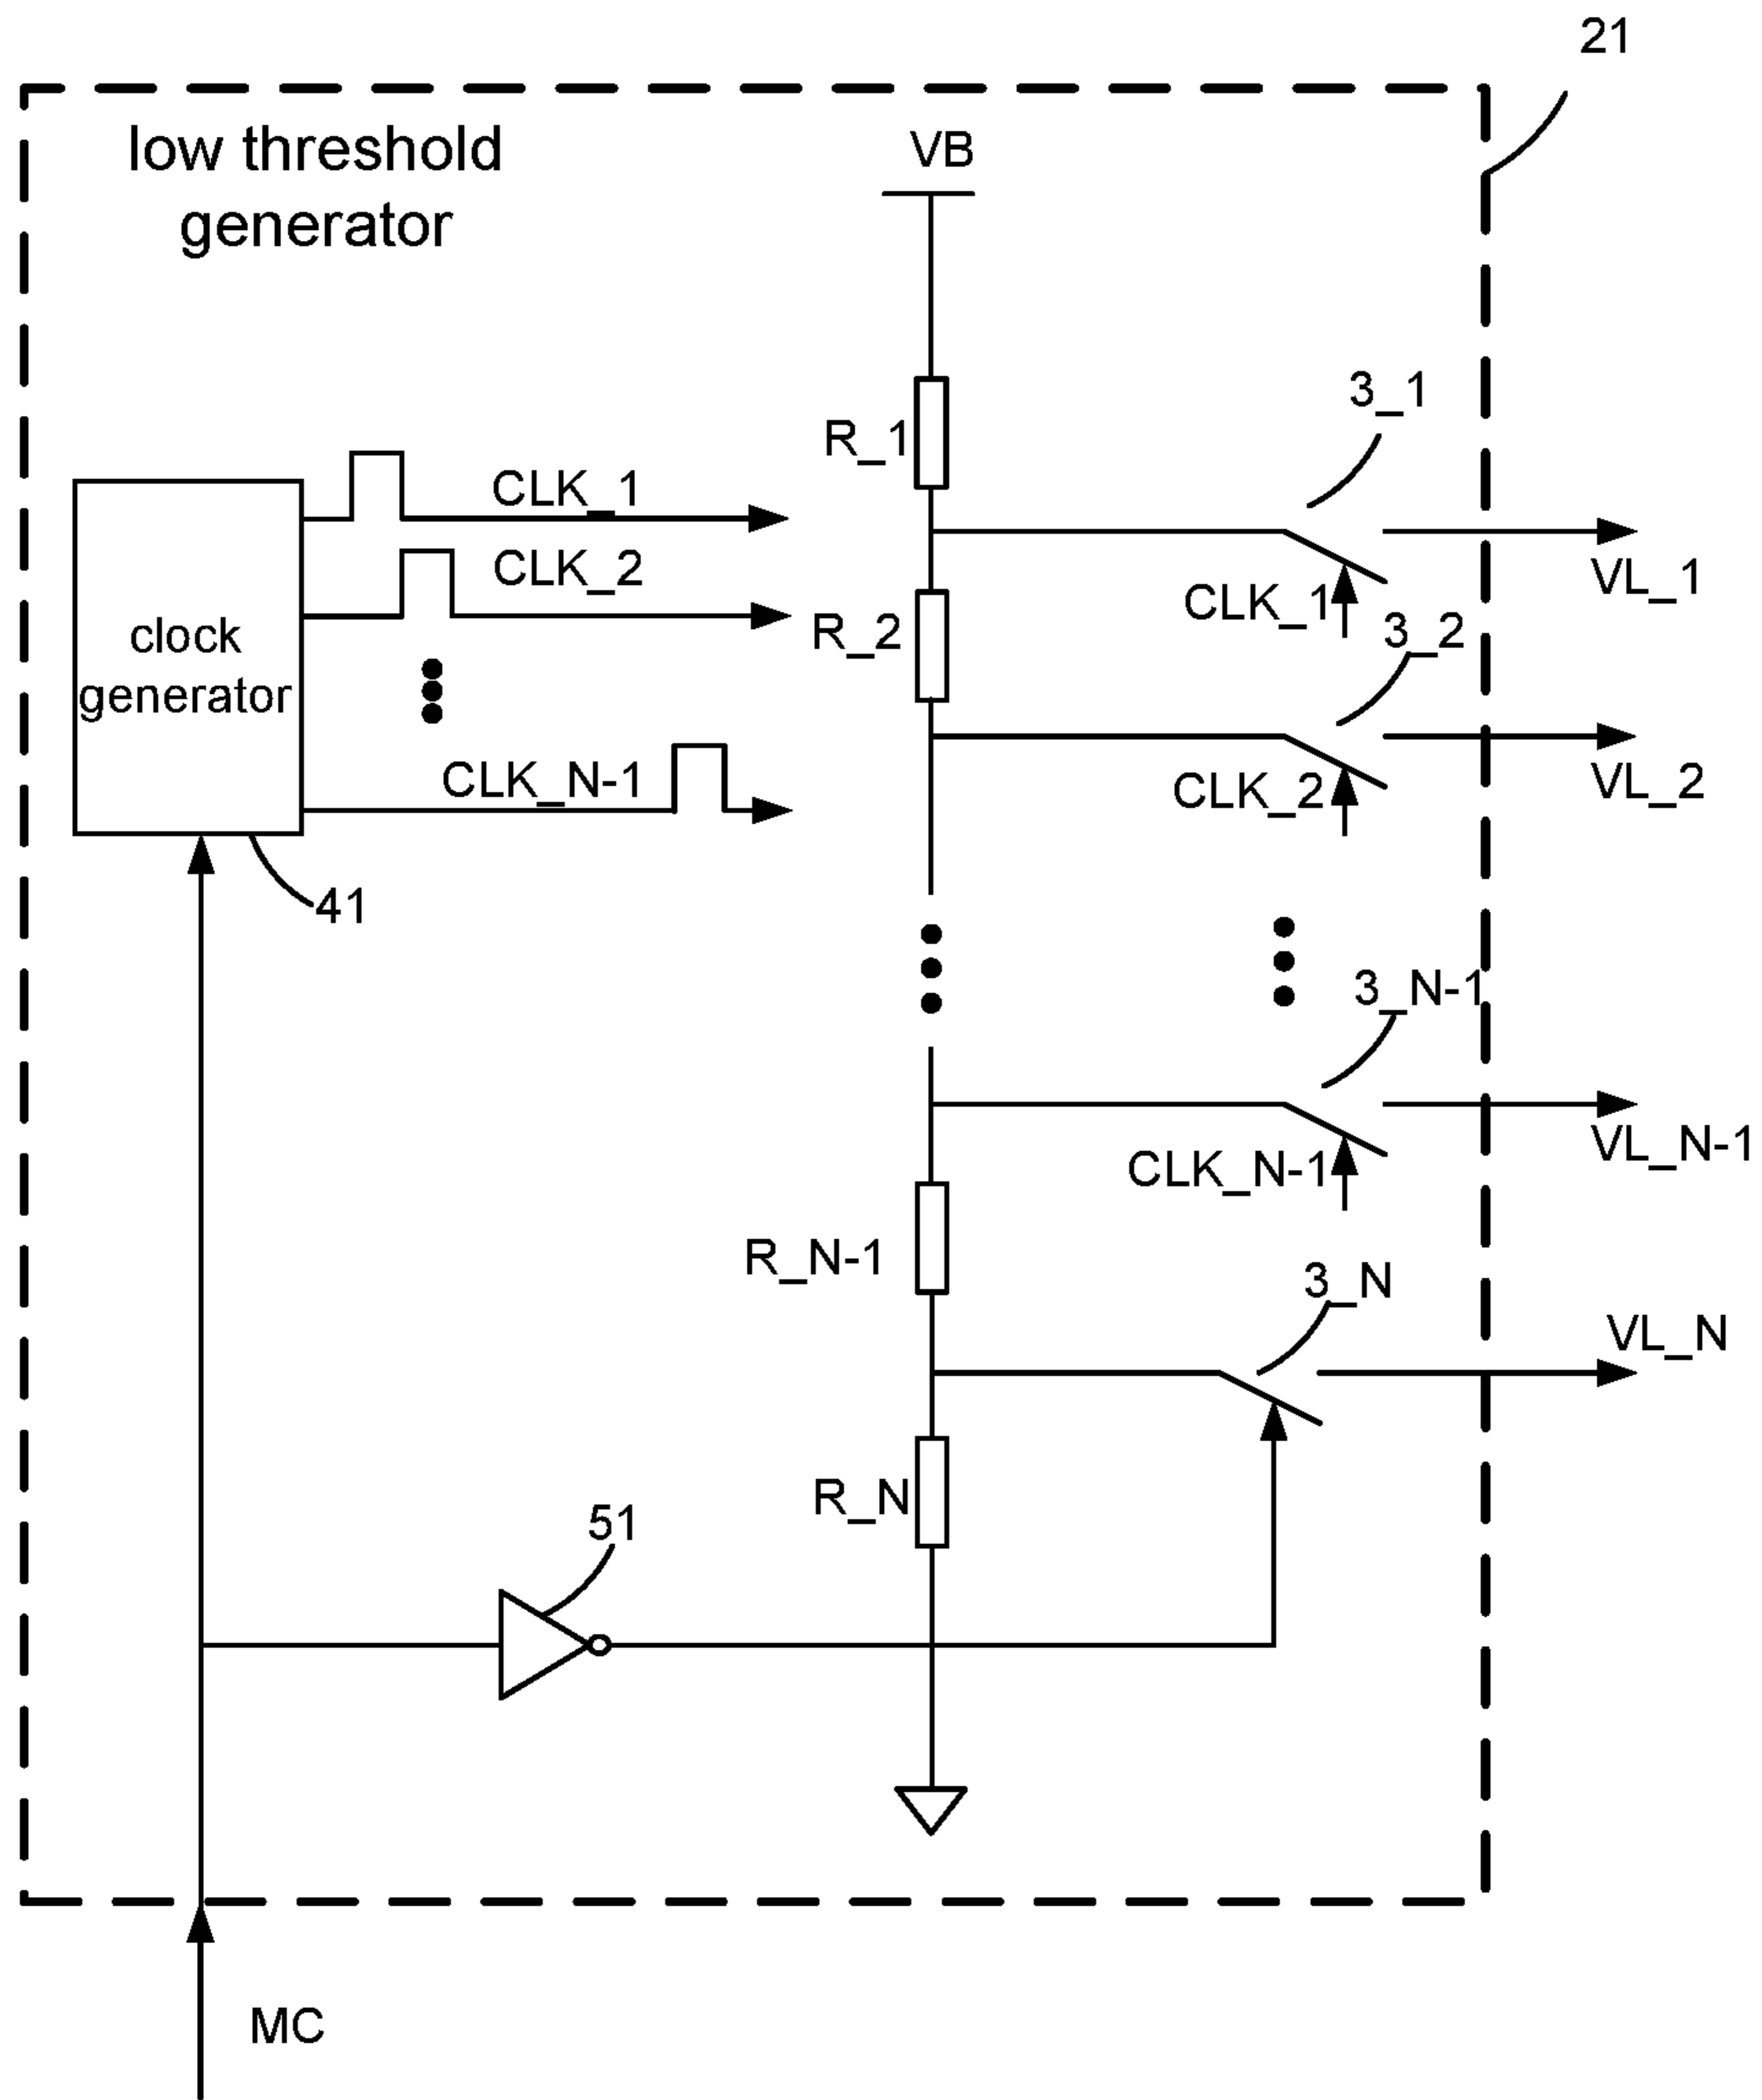 21
low threshold
generator
VB
3_1
R_1
CLK_1
CLK_2
VL_1
CLK_1
R_2
3_2
clock
generator
CLK_N-1
CLK_2
VL_2
41
3_N-1
VL_N-1
CLK_N-1
R_N-1
3_N
VL_N
R_N
51
MC